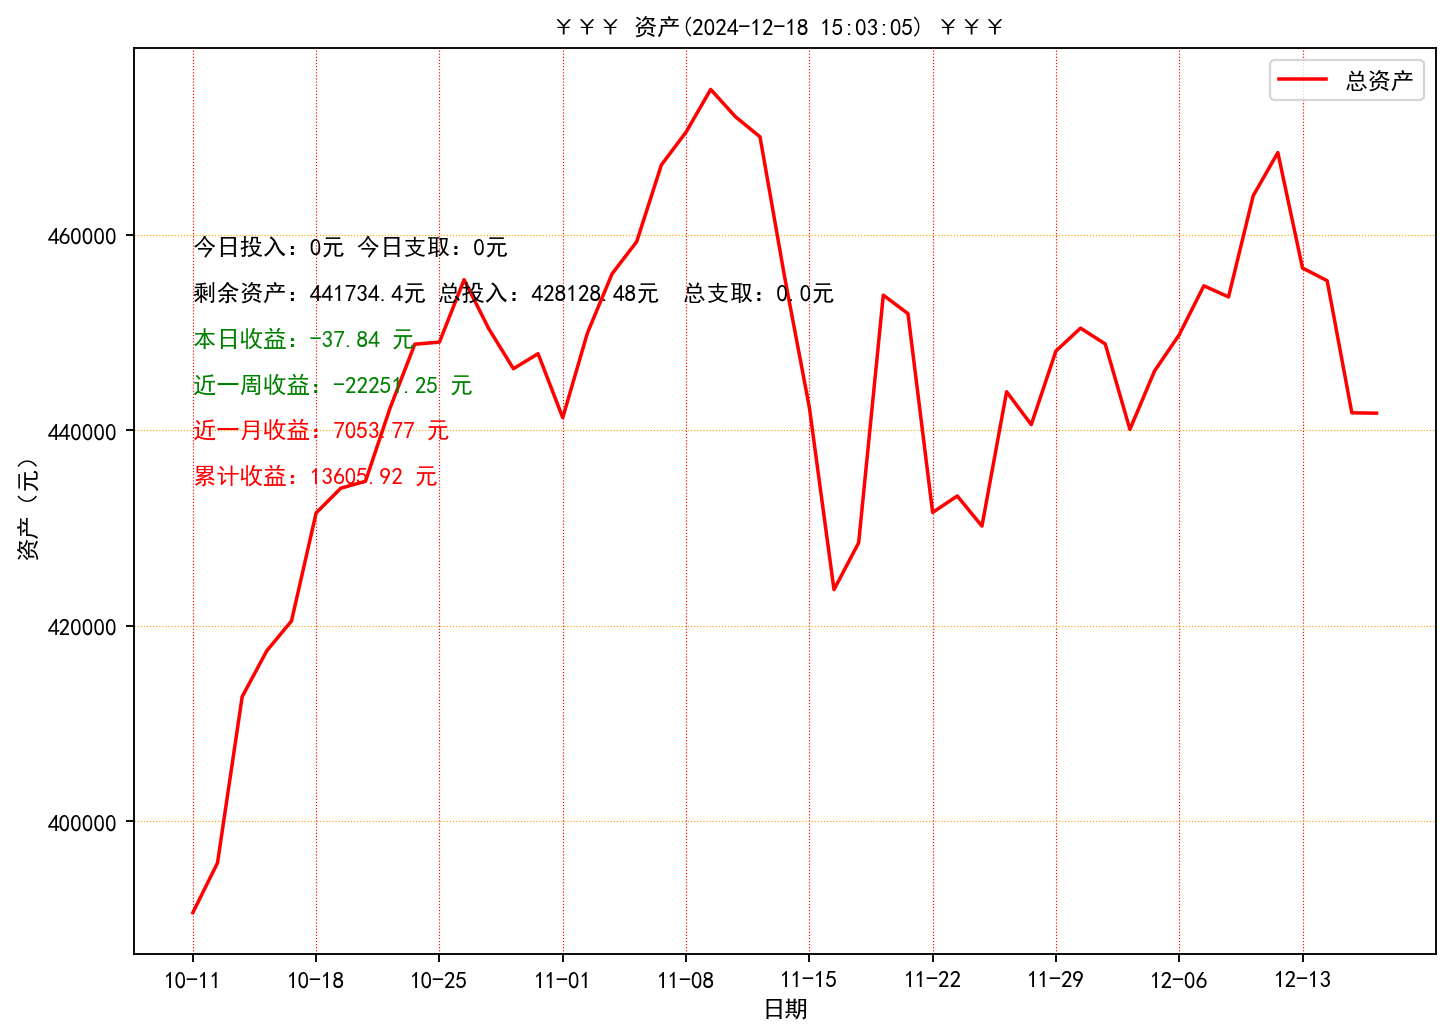 ￥￥￥ 资产(2024-12-18 15:03:05) ￥￥￥
总资产
460000
440000
420000
400000
资产（元）
今日投入：0元 今日支取：0元
剩余资产：441734.4元 总投入：428128.48元  总支取：0.0元
本日收益：-37.84 元
近一周收益：-22251.25 元
近一月收益：7053.77 元
累计收益：13605.92 元
10-11 10-18 10-25 11-01 11-08 11-15 11-22 11-29 12-06 12-13
日期